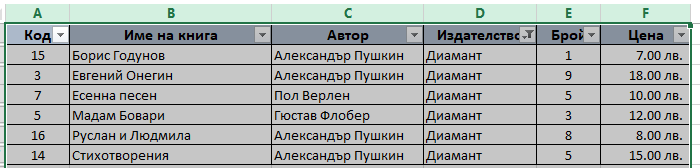 A B C D E F
Код Име на книга Автор Издателство Брой Цена
15 Борис Годунов Александър Пушкин Диамант 1 7.00 лв.
3 Евгений Онегин Александър Пушкин Диамант 9 18.00 лв.
7 Есенна песен Пол Верлен Диамант 5 10.00 лв.
5 Мадам Бовари Гюстав Флобер Диамант 3 12.00 лв.
16 Руслан и Людмила Александър Пушкин Диамант 8 8.00 лв.
14 Стихотворения Александър Пушкин Диамант 5 15.00 лв.